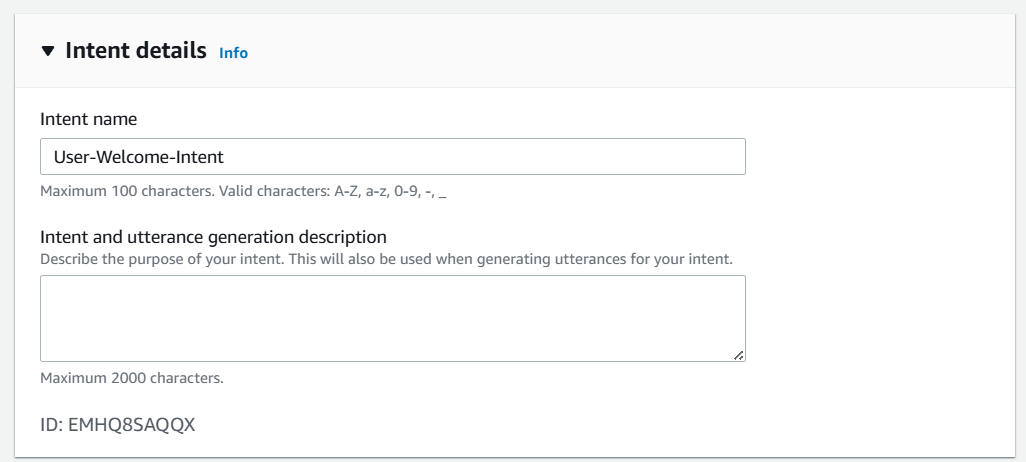 Intent details Info
Intent name
User-Welcome-Intent
Maximum 100 characters. Valid characters: A-Z, a-z, 0-9, -, _
Intent and utterance generation description
Describe the purpose of your intent. This will also be used when generating utterances for your intent.
Maximum 2000 characters.
ID: EMHQ8SAQQX